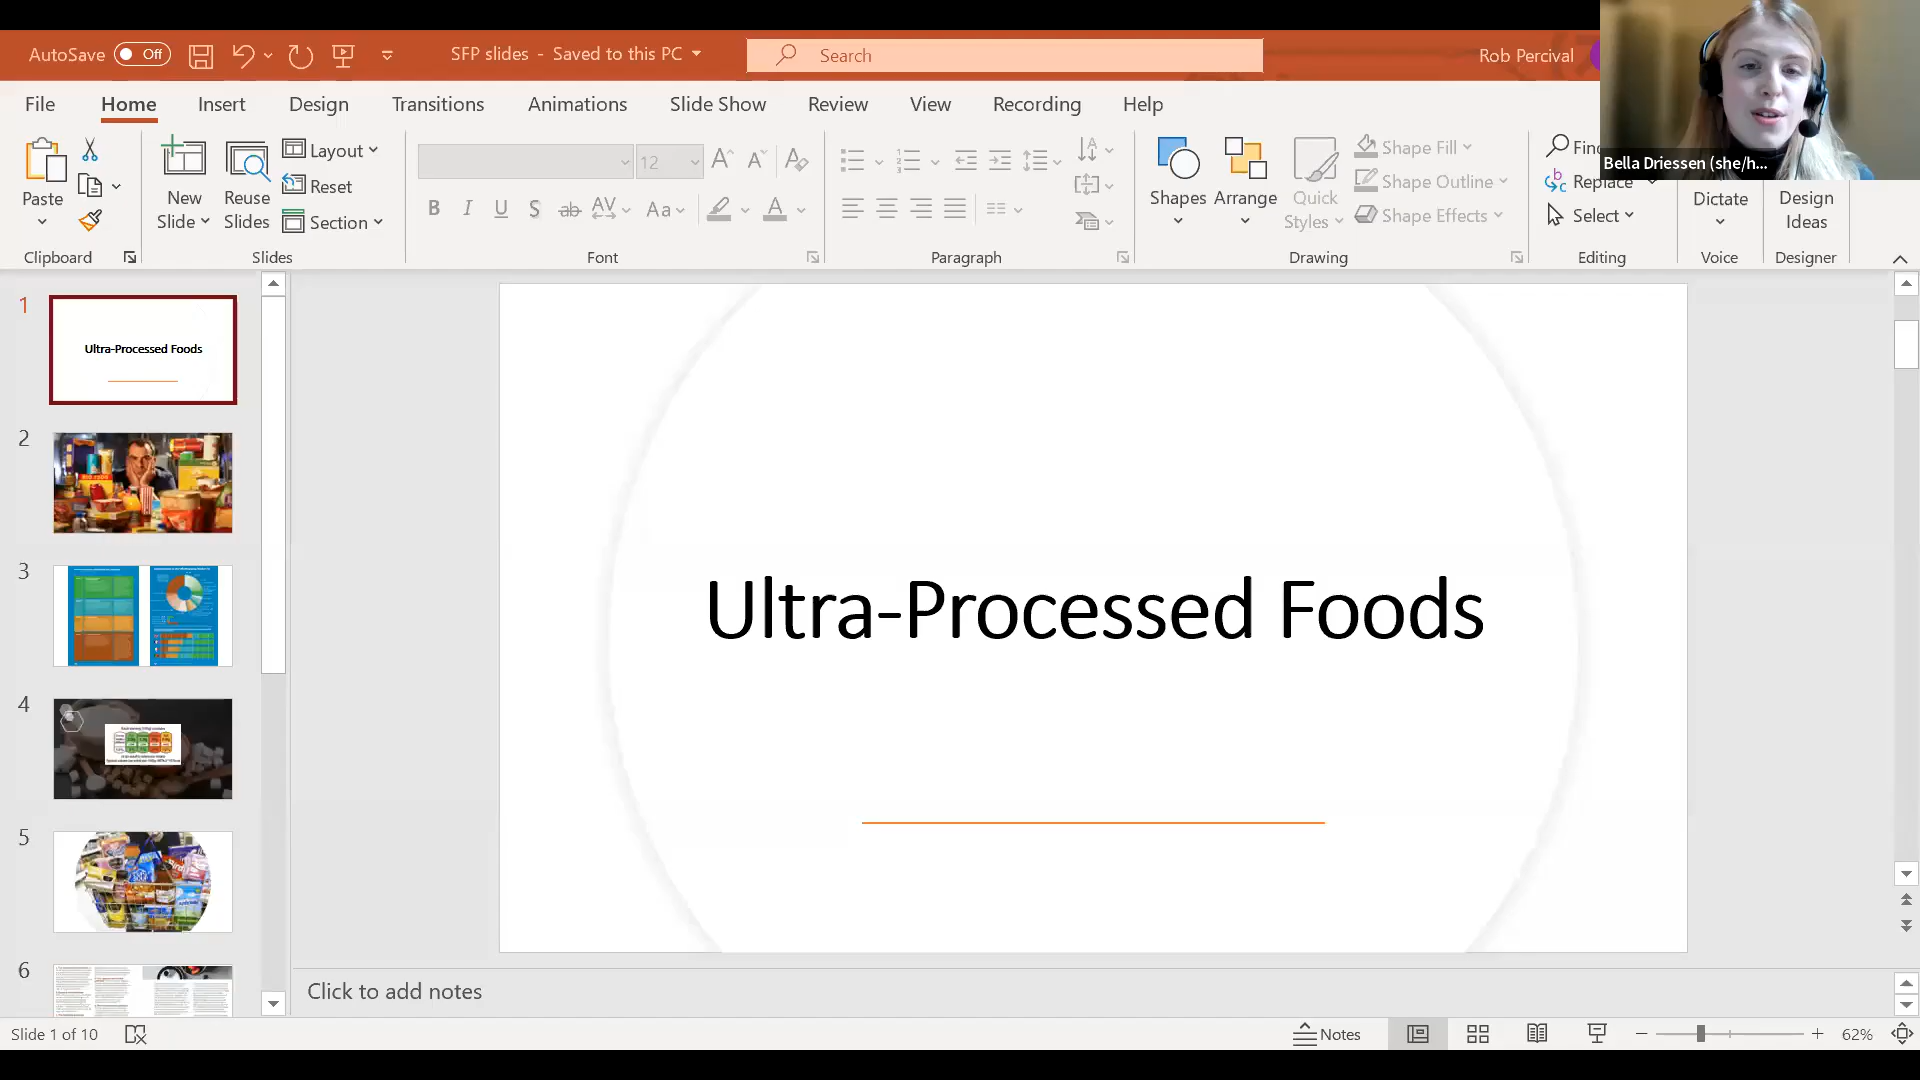 AutoSave Off
SFP slides - Saved to this PC
Search
Rob Percival
File Home Insert Design Transitions Animations Slide Show Review View Recording Help
Paste
Clipboard
New Slide
Reuse Slides
Layout
Reset
Section
Slides
12
B I U S ab AV Aa A
Font
Paragraph
Shapes
Arrange
Quick Styles
Shape Fill
Shape Outline
Shape Effects
Drawing
Replace
Select
Editing
Dictate
Voice
Design Ideas
Designer
Bella Driessen (she/h...
1
Ultra-Processed Foods
2
3
4
5
6
Ultra-Processed Foods
Click to add notes
Slide 1 of 10
Notes
62%